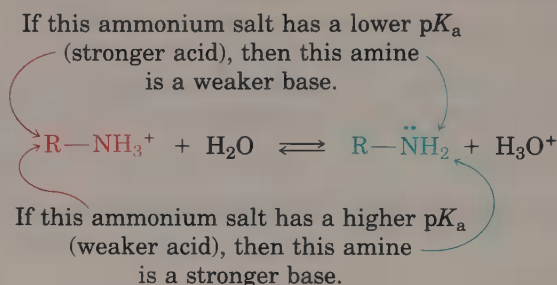 If this ammonium salt has a lower pKₐ
(stronger acid), then this amine
is a weaker base.
R—NH₃⁺ + H₂O ⇌ R—N̈H₂ + H₃O⁺
If this ammonium salt has a higher pKₐ
(weaker acid), then this amine
is a stronger base.